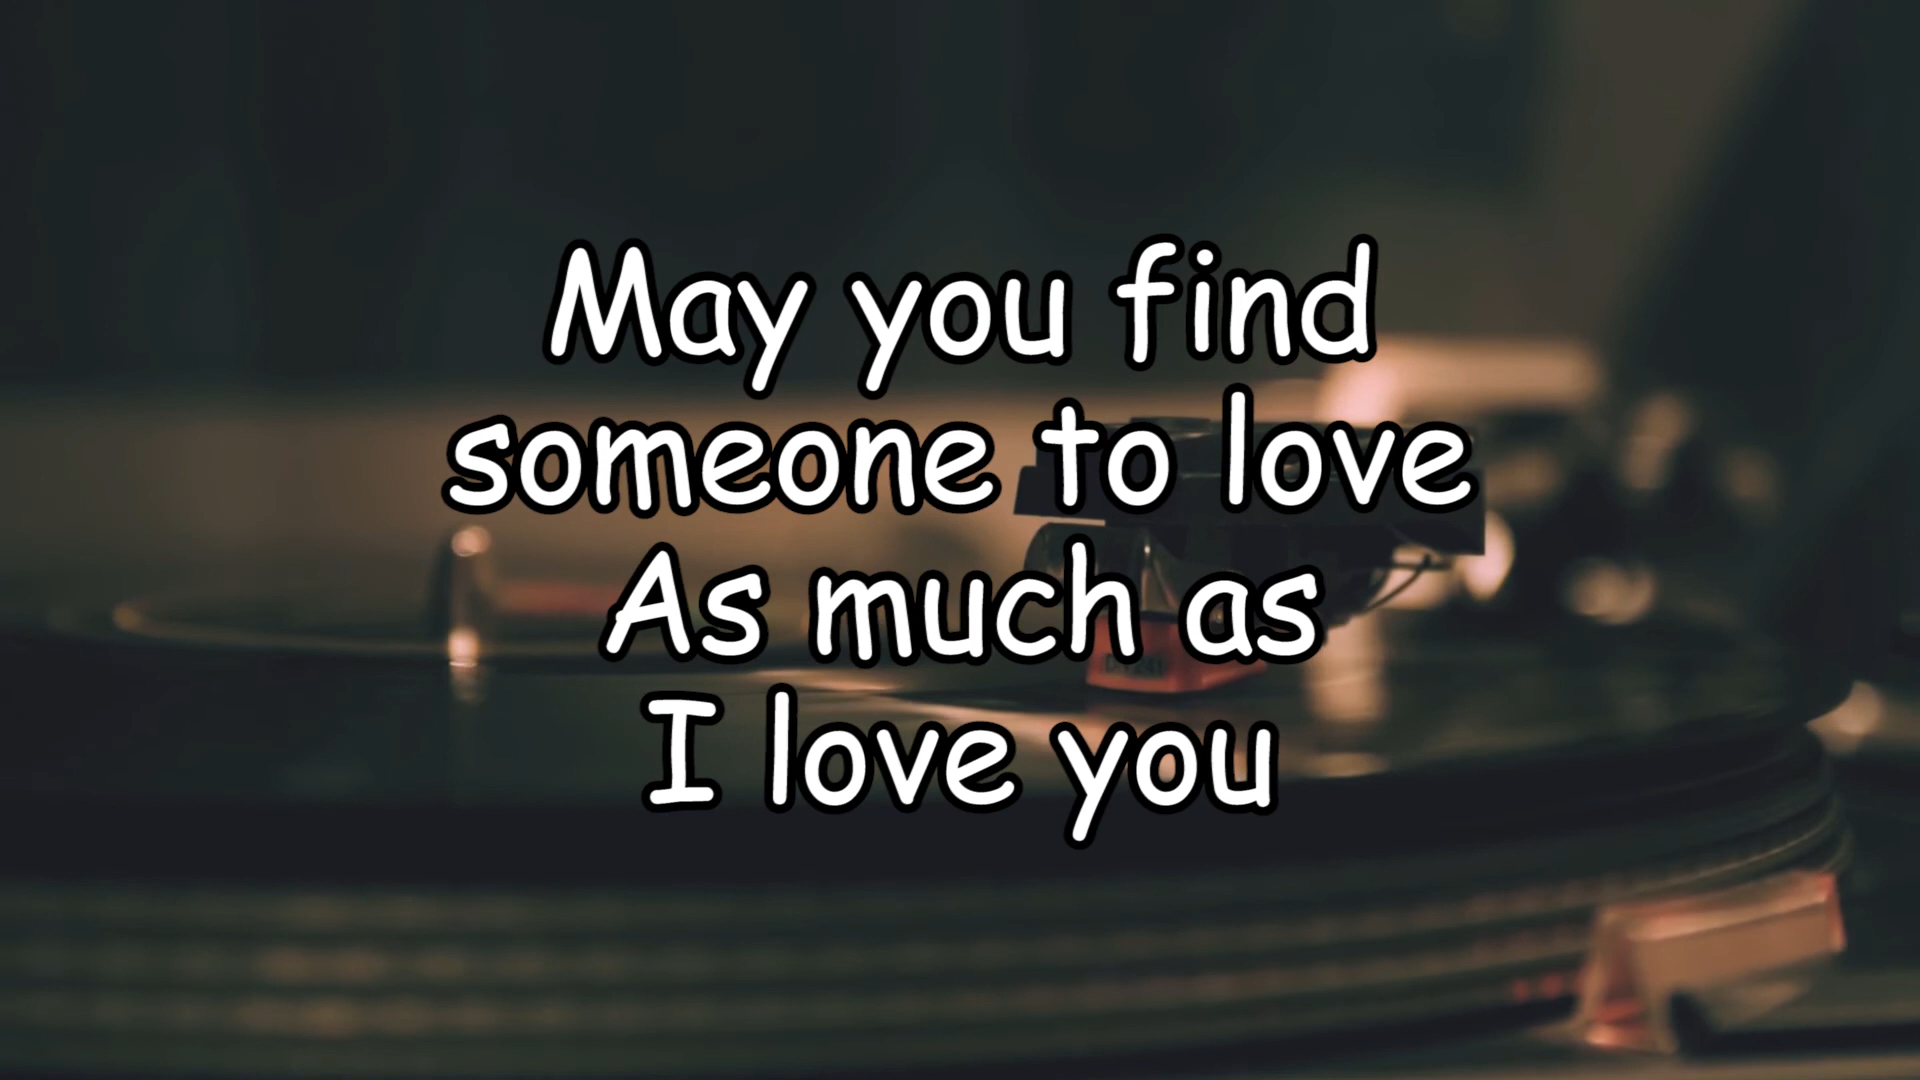 May you find
someone to love
As much as
I love you